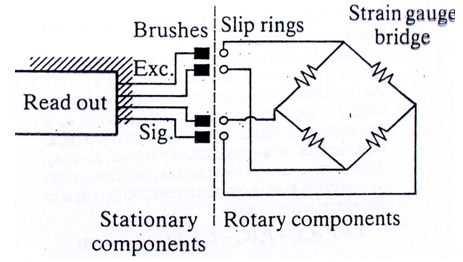 Brushes
Slip rings
Strain gauge
bridge
Exc.
Read out
Sig.
Stationary
components
Rotary components